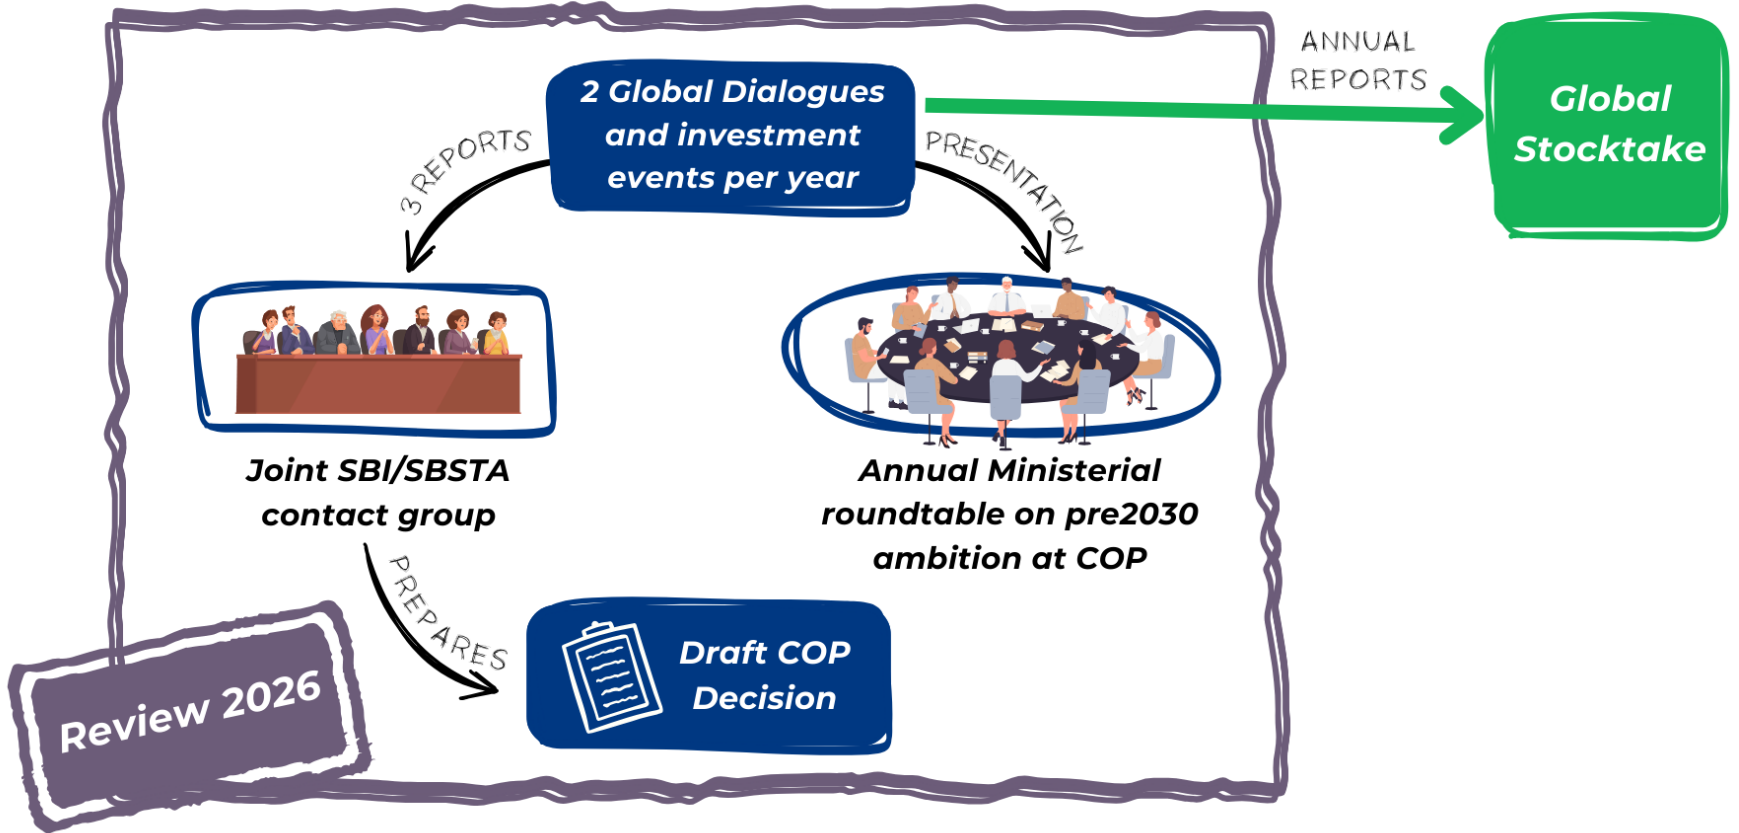 ANNUAL
REPORTS
Global
Stocktake
2 Global Dialogues
and investment
events per year
3 REPORTS
PRESENTATION
Joint SBI/SBSTA
contact group
Annual Ministerial
roundtable on pre2030
ambition at COP
PREPARES
Draft COP
Decision
Review 2026